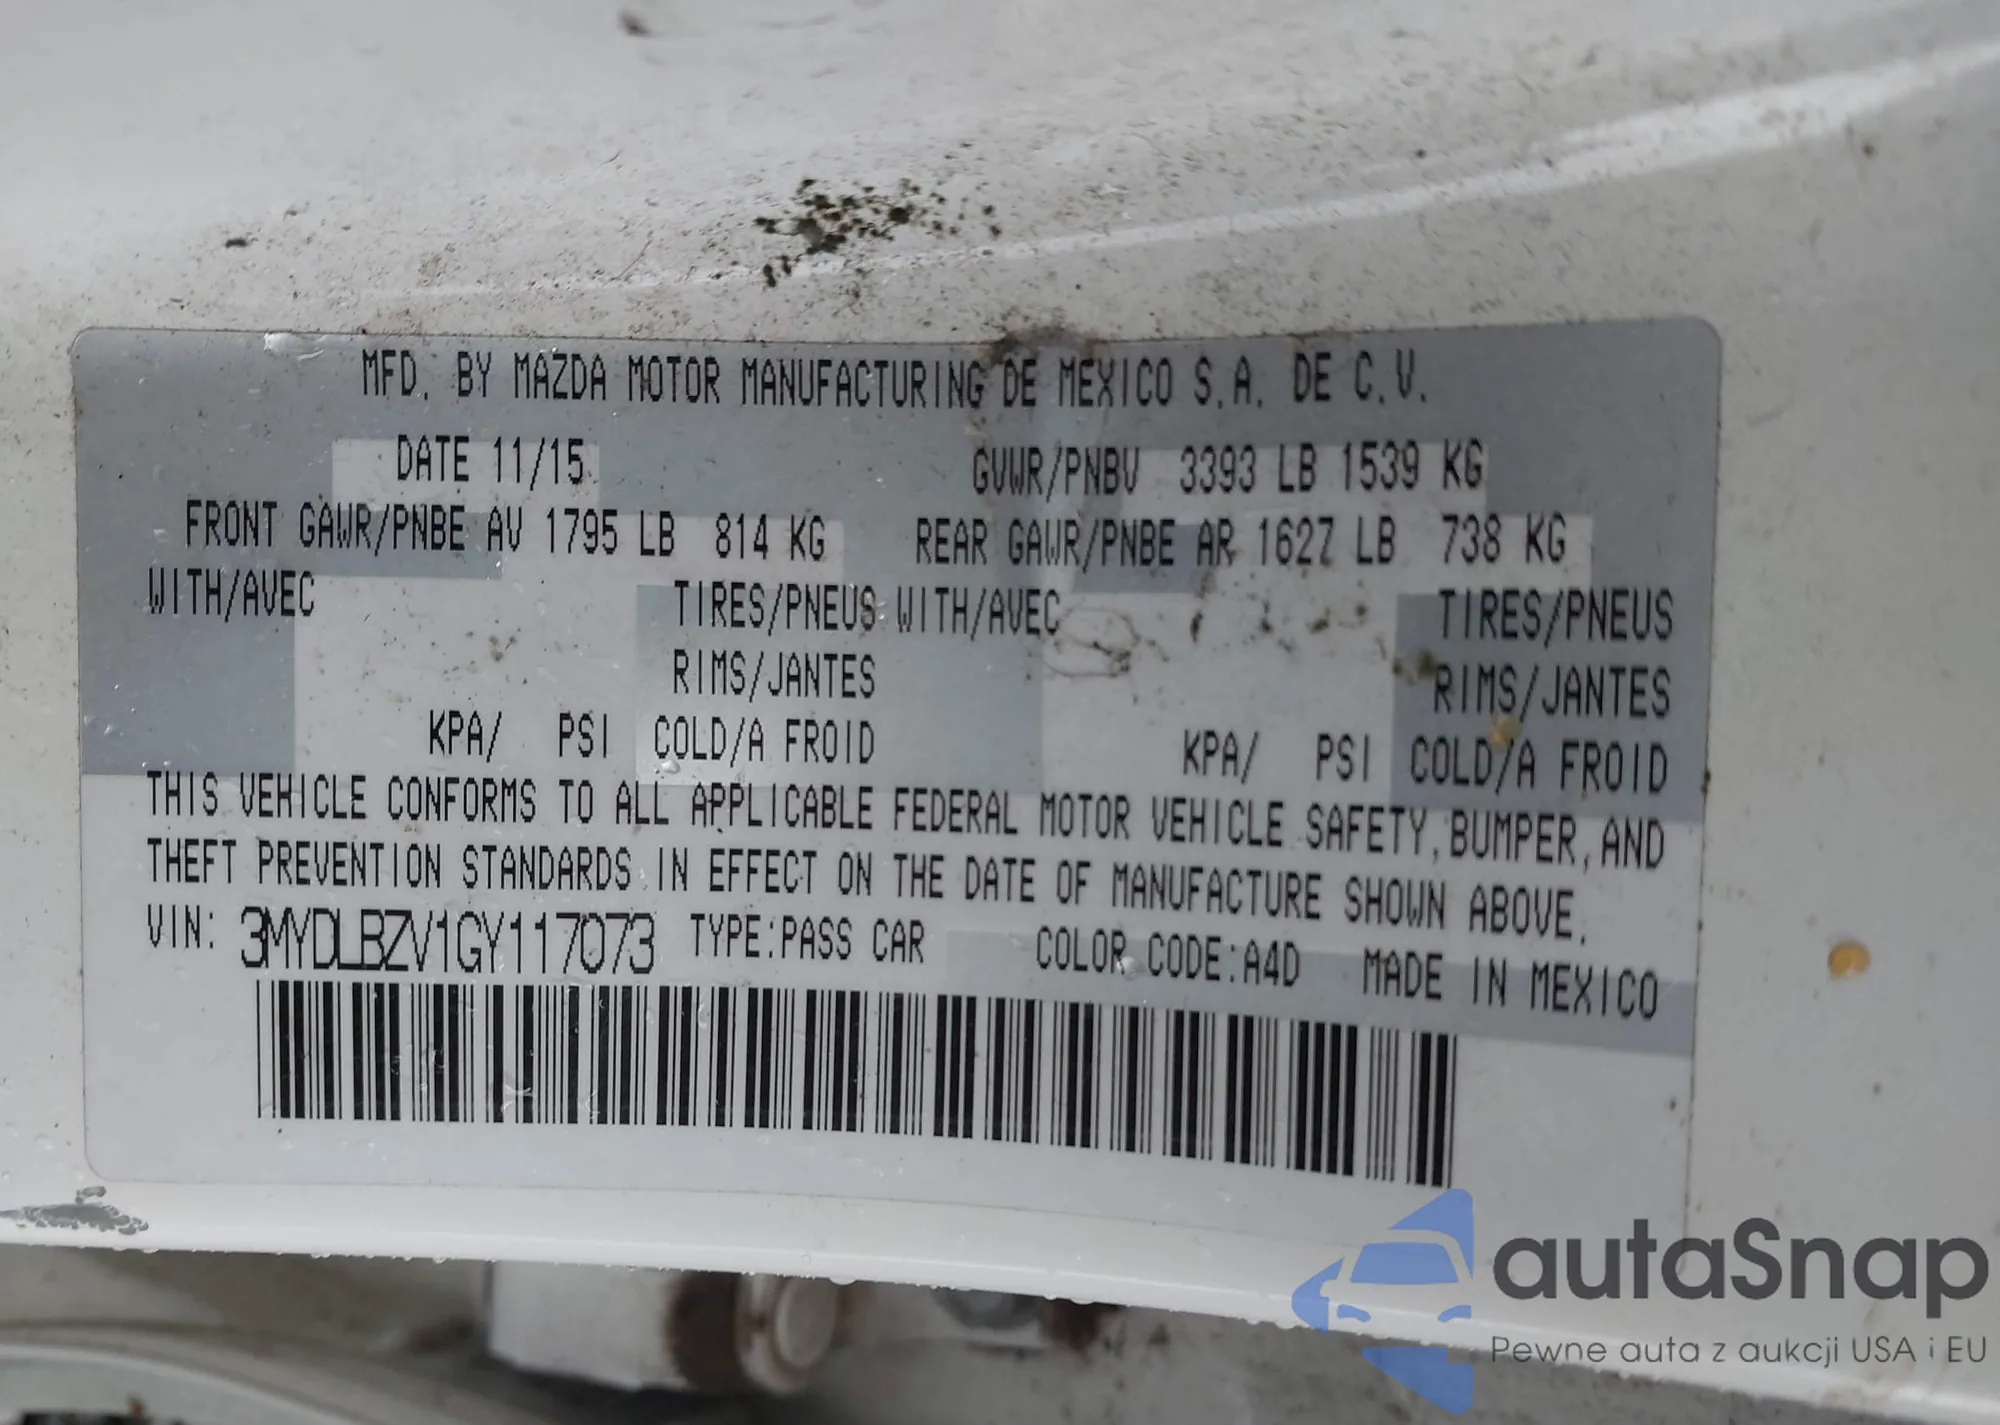 MFD. BY MAZDA MOTOR MANUFACTURING DE MEXICO S.A. DE C.V.
DATE 11/15 GVWR/PNBV 3393 LB 1539 KG
FRONT GAWR/PNBE AV 1795 LB 814 KG REAR GAWR/PNBE AR 1627 LB 738 KG
WITH/AVEC TIRES/PNEUS WITH/AVEC TIRES/PNEUS
RIMS/JANTES RIMS/JANTES
KPA/ PSI COLD/A FROID KPA/ PSI COLD/A FROID
THIS VEHICLE CONFORMS TO ALL APPLICABLE FEDERAL MOTOR VEHICLE SAFETY, BUMPER, AND
THEFT PREVENTION STANDARDS IN EFFECT ON THE DATE OF MANUFACTURE SHOWN ABOVE.
VIN: 3MYDLBZV1GY117073 TYPE:PASS CAR COLOR CODE:A4D MADE IN MEXICO
autaSnap
Pewne auta z aukcji USA i EU